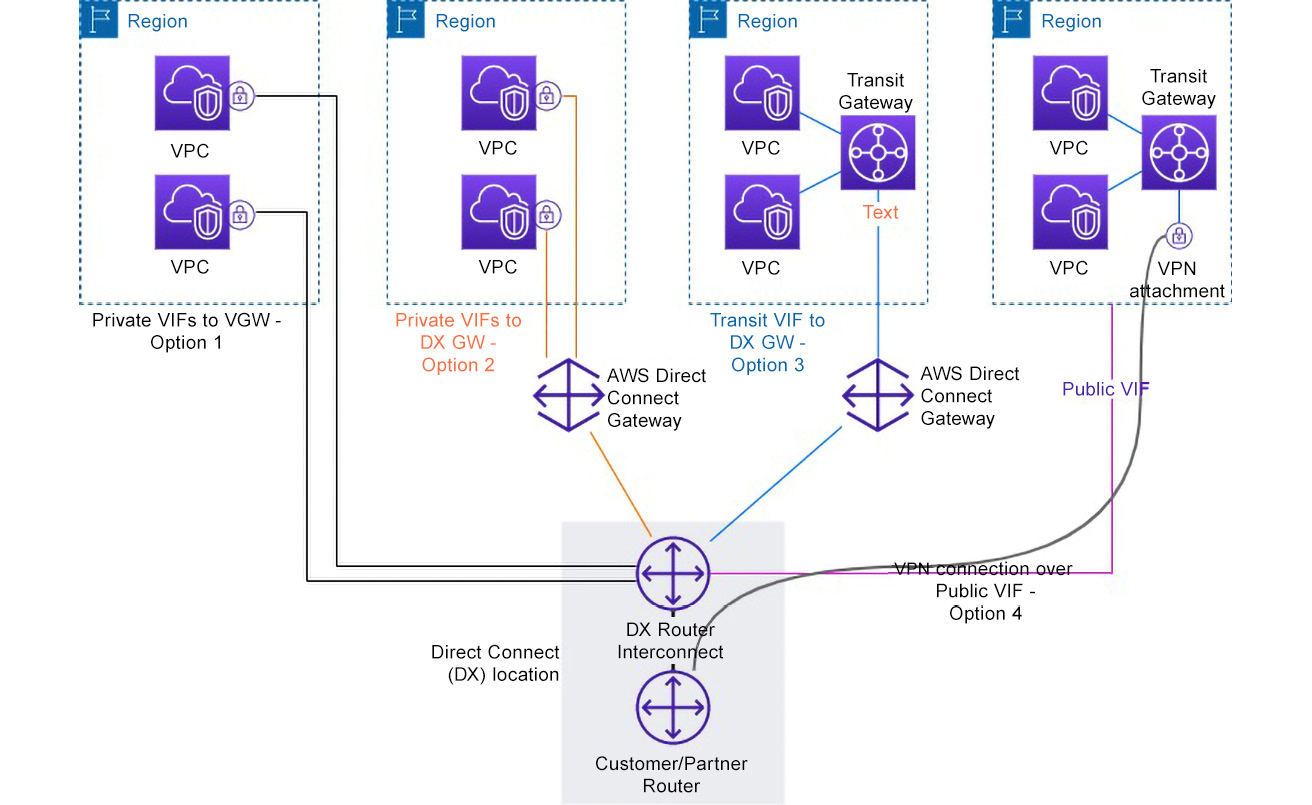 Region
Region
Region
Region
VPC
VPC
VPC
VPC
VPC
VPC
VPC
VPC
Transit
Gateway
Transit
Gateway
Text
VPN
attachment
Private VIFs to VGW -
Option 1
Private VIFs to
DX GW -
Option 2
Transit VIF to
DX GW -
Option 3
AWS Direct
Connect
Gateway
AWS Direct
Connect
Gateway
Public VIF
VPN connection over
Public VIF -
Option 4
DX Router
Interconnect
Direct Connect
(DX) location
Customer/Partner
Router